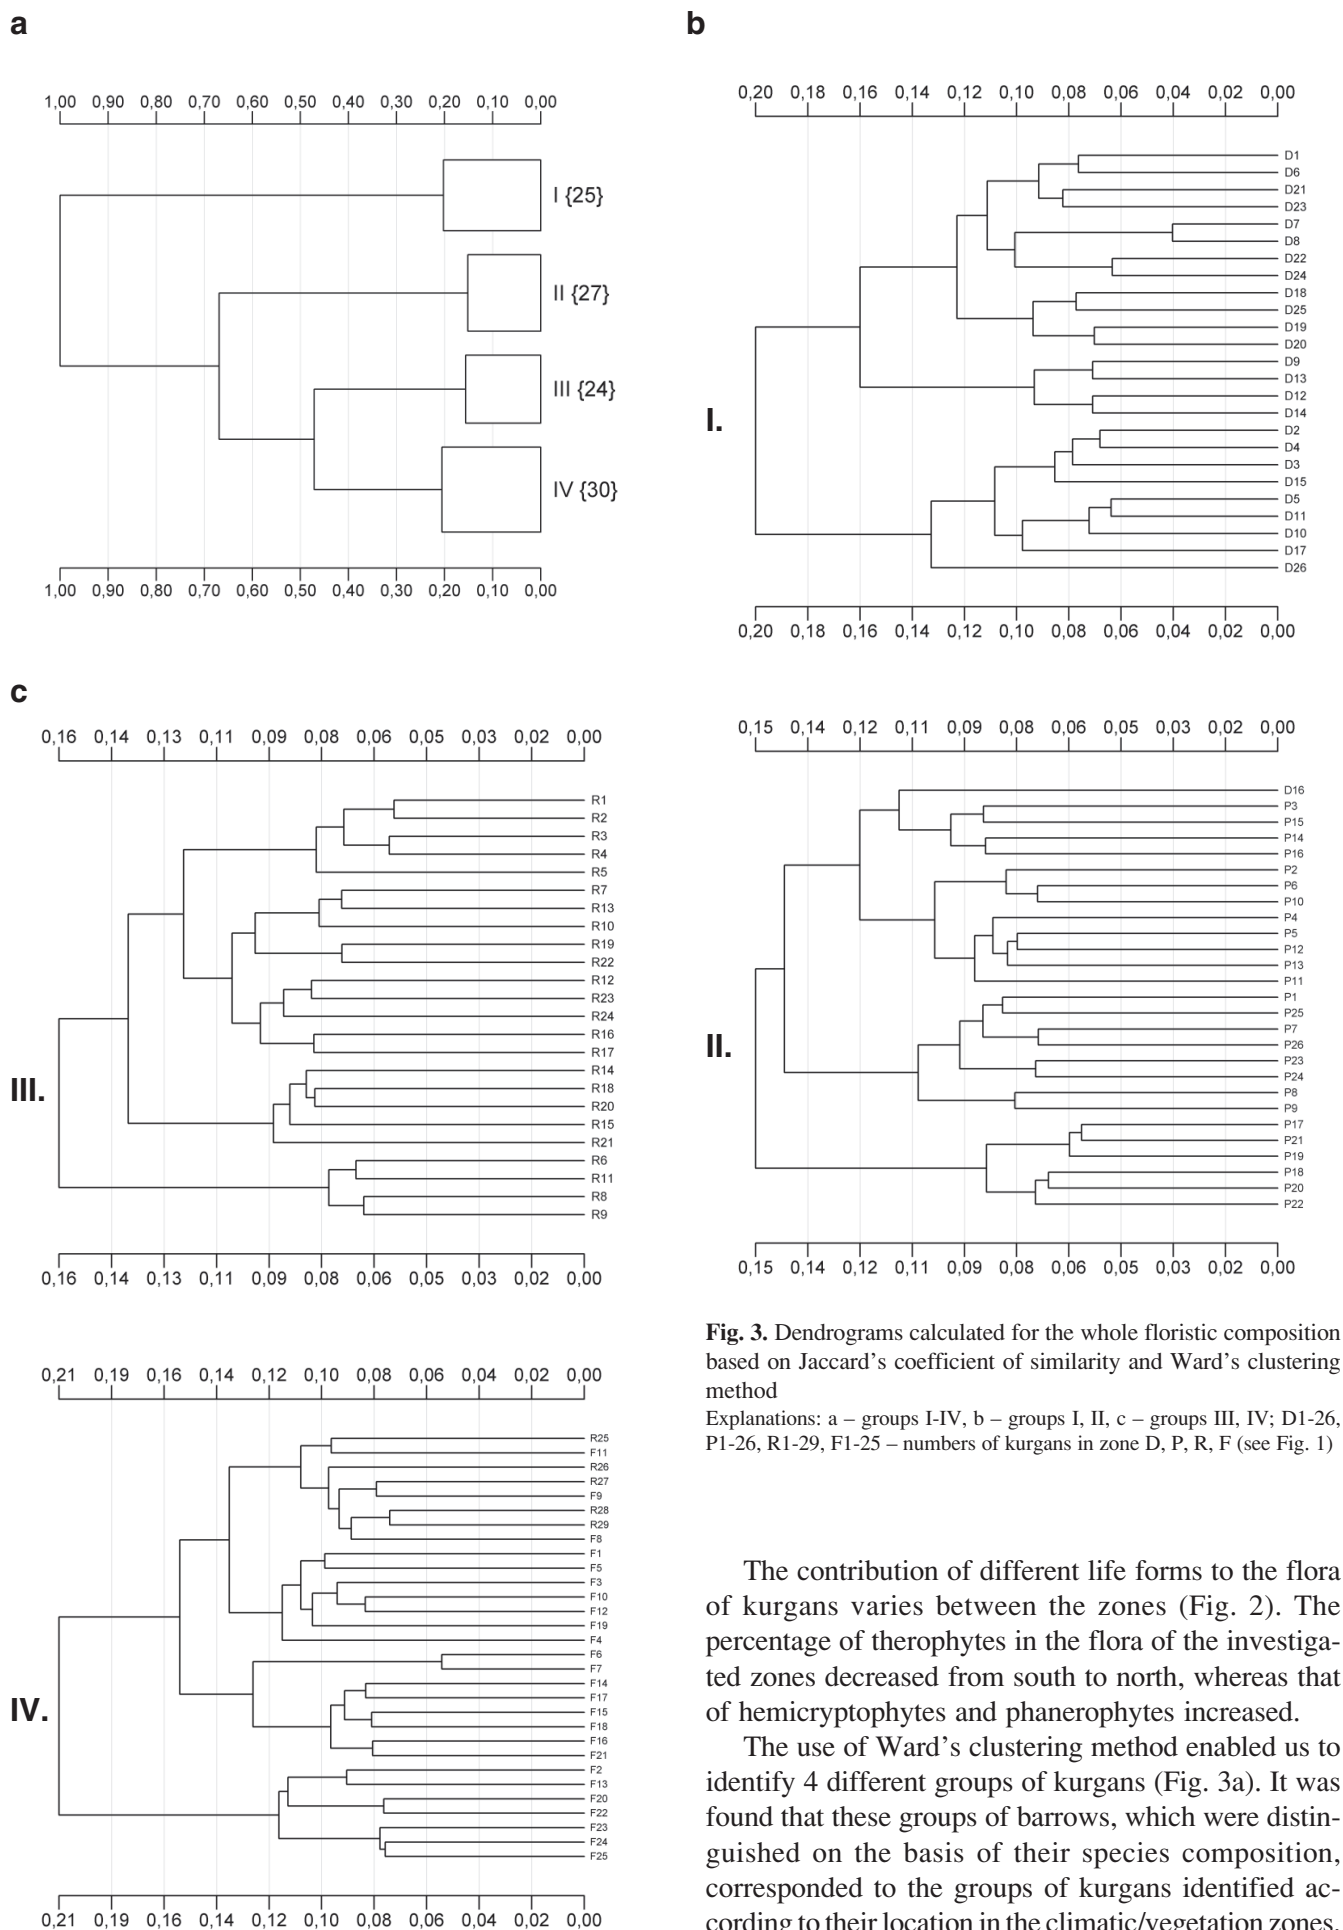 a
1,00 0,90 0,80 0,70 0,60 0,50 0,40 0,30 0,20 0,10 0,00
I {25}
II {27}
III {24}
IV {30}
1,00 0,90 0,80 0,70 0,60 0,50 0,40 0,30 0,20 0,10 0,00
b
0,20 0,18 0,16 0,14 0,12 0,10 0,08 0,06 0,04 0,02 0,00
I.
D1
D6
D21
D23
D7
D8
D22
D24
D18
D25
D19
D20
D9
D13
D12
D14
D2
D4
D3
D15
D5
D11
D10
D17
D26
0,20 0,18 0,16 0,14 0,12 0,10 0,08 0,06 0,04 0,02 0,00
c
0,16 0,14 0,13 0,11 0,09 0,08 0,06 0,05 0,03 0,02 0,00
III.
R1
R2
R3
R4
R5
R7
R13
R10
R19
R22
R12
R23
R24
R16
R17
R14
R18
R20
R15
R21
R6
R11
R8
R9
0,16 0,14 0,13 0,11 0,09 0,08 0,06 0,05 0,03 0,02 0,00
0,15 0,14 0,12 0,11 0,09 0,08 0,06 0,05 0,03 0,02 0,00
II.
D16
P3
P15
P14
P16
P2
P6
P10
P4
P5
P12
P13
P11
P1
P25
P7
P26
P23
P24
P8
P9
P17
P21
P19
P18
P20
P22
0,15 0,14 0,12 0,11 0,09 0,08 0,06 0,05 0,03 0,02 0,00
0,21 0,19 0,16 0,14 0,12 0,10 0,08 0,06 0,04 0,02 0,00
IV.
R25
F11
R26
R27
F9
R28
R29
F8
F1
F5
F3
F10
F12
F19
F4
F6
F7
F14
F17
F15
F18
F16
F21
F2
F13
F20
F22
F23
F24
F25
0,21 0,19 0,16 0,14 0,12 0,10 0,08 0,06 0,04 0,02 0,00
Fig. 3. Dendrograms calculated for the whole floristic composition
based on Jaccard's coefficient of similarity and Ward's clustering
method
Explanations: a – groups I-IV, b – groups I, II, c – groups III, IV; D1-26,
P1-26, R1-29, F1-25 – numbers of kurgans in zone D, P, R, F (see Fig. 1)
The contribution of different life forms to the flora
of kurgans varies between the zones (Fig. 2). The
percentage of therophytes in the flora of the investiga-
ted zones decreased from south to north, whereas that
of hemicryptophytes and phanerophytes increased.
The use of Ward's clustering method enabled us to
identify 4 different groups of kurgans (Fig. 3a). It was
found that these groups of barrows, which were distin-
guished on the basis of their species composition,
corresponded to the groups of kurgans identified ac-
cording to their location in the climatic/vegetation zones.